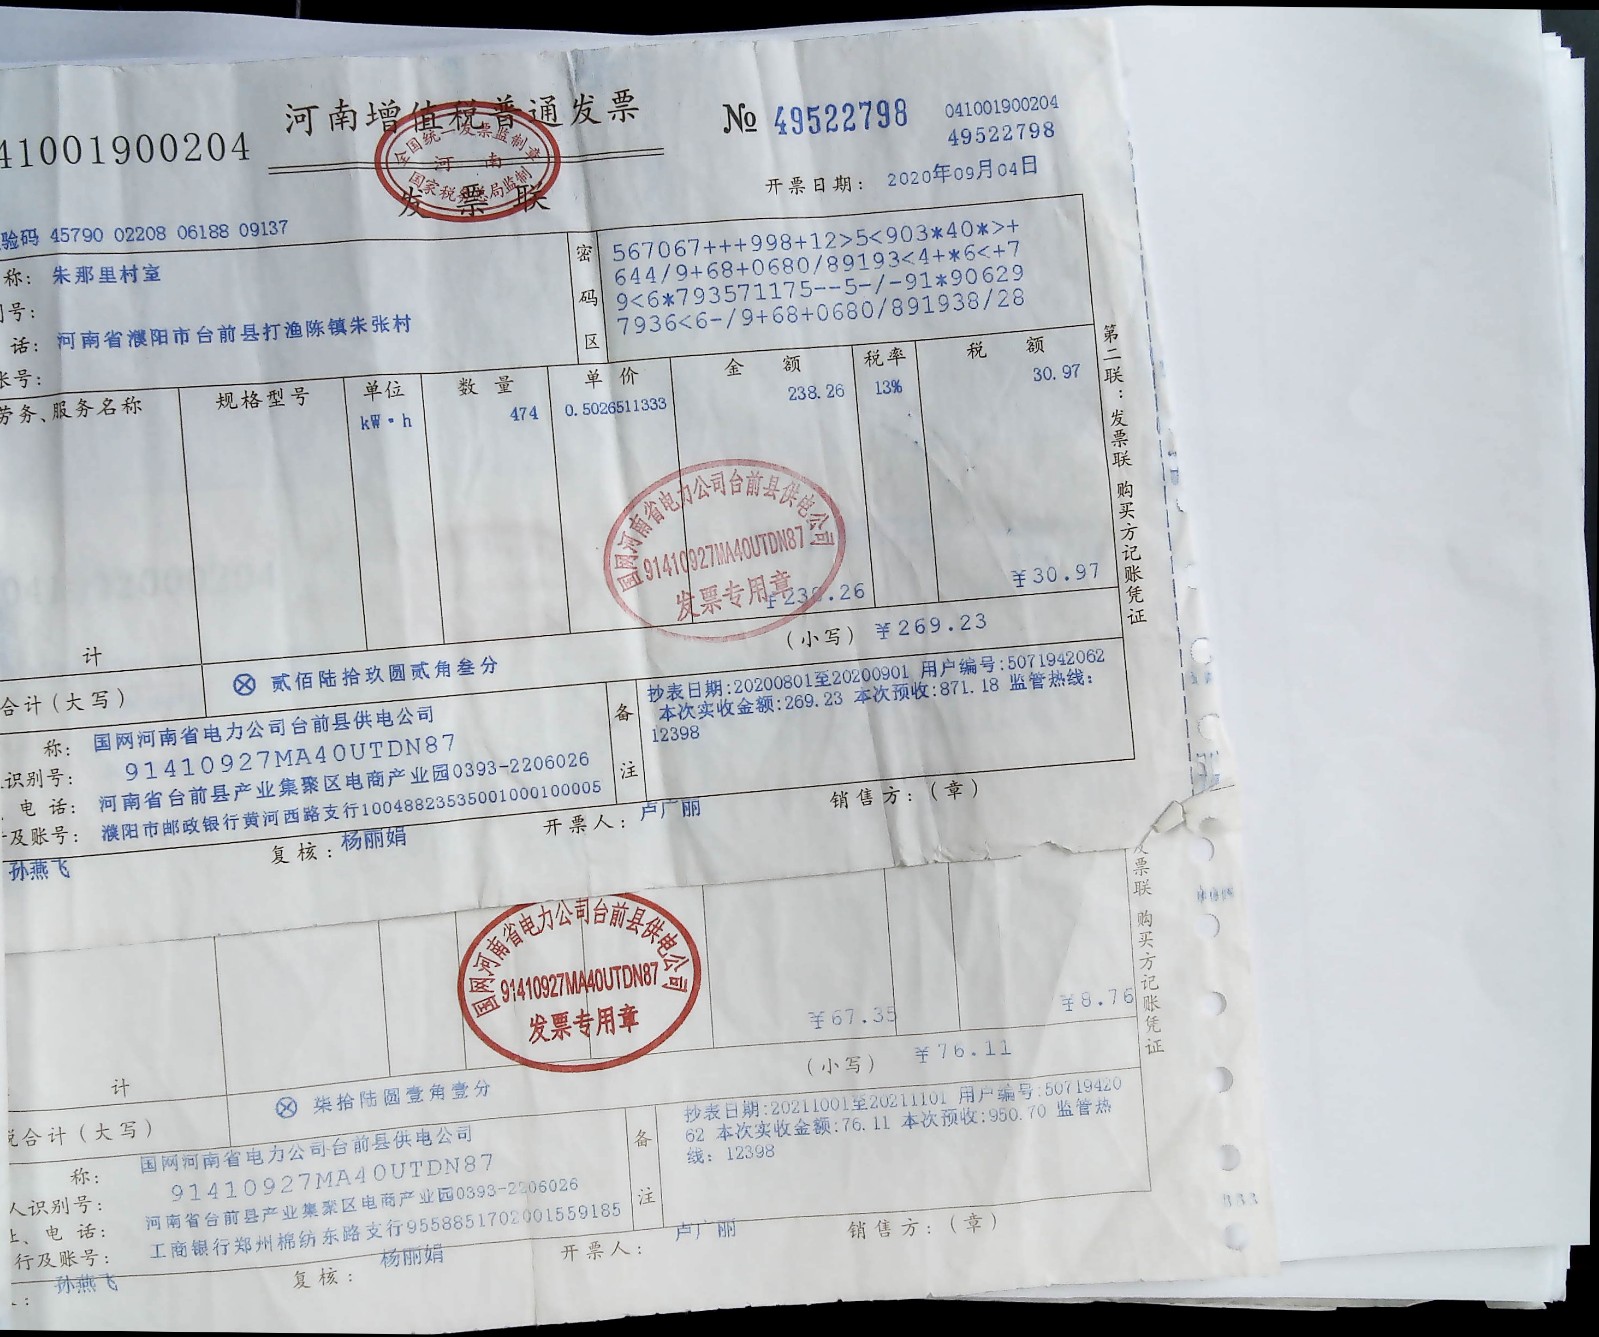 41001900204
河南增值税普通发票
№ 49522798
041001900204
49522798
全国统一发票监制章
河南
国家税务总局监制
发票联
开票日期: 2020年09月04日
验码 45790 02208 06188 09137
称: 朱那里村室
号:
话: 河南省濮阳市台前县打渔陈镇朱张村
账号:
密码区
567067+++998+12>5<903*40*>+
644/9+68+0680/89193<4+*6<+7
9<6*793571175--5-/-91*90629
7936<6-/9+68+0680/891938/28
劳务、服务名称 规格型号 单位 数量 单价 金额 税率 税额
kW·h 474 0.5026511333 238.26 13% 30.97
国网河南省电力公司台前县供电公司
91410927MA40UTDN87
发票专用章
计 ¥238.26 ¥30.97
合计(大写) ⊗ 贰佰陆拾玖圆贰角叁分 (小写) ¥269.23
称: 国网河南省电力公司台前县供电公司
识别号: 91410927MA40UTDN87
电话: 河南省台前县产业集聚区电商产业园0393-2206026
及账号: 濮阳市邮政银行黄河西路支行100488235350010001000​05
备注
抄表日期:20200801至20200901 用户编号:5071942062
本次实收金额:269.23 本次预收:871.18 监管热线:
12398
孙燕飞 复核: 杨丽娟 开票人: 卢广丽 销售方:(章)
第二联:发票联 购买方记账凭证
国网河南省电力公司台前县供电公司
91410927MA40UTDN87
发票专用章
计 ¥67.35 ¥8.76
税合计(大写) ⊗ 柒拾陆圆壹角壹分 (小写) ¥76.11
称: 国网河南省电力公司台前县供电公司
人识别号: 91410927MA40UTDN87
、电话: 河南省台前县产业集聚区电商产业园0393-2206026
行及账号: 工商银行郑州棉纺东路支行9558851702001559185
备注
抄表日期:20211001至20211101 用户编号:50719420
62 本次实收金额:76.11 本次预收:950.70 监管热
线: 12398
: 孙燕飞 复核: 杨丽娟 开票人: 卢广丽 销售方:(章)
票联 购买方记账凭证